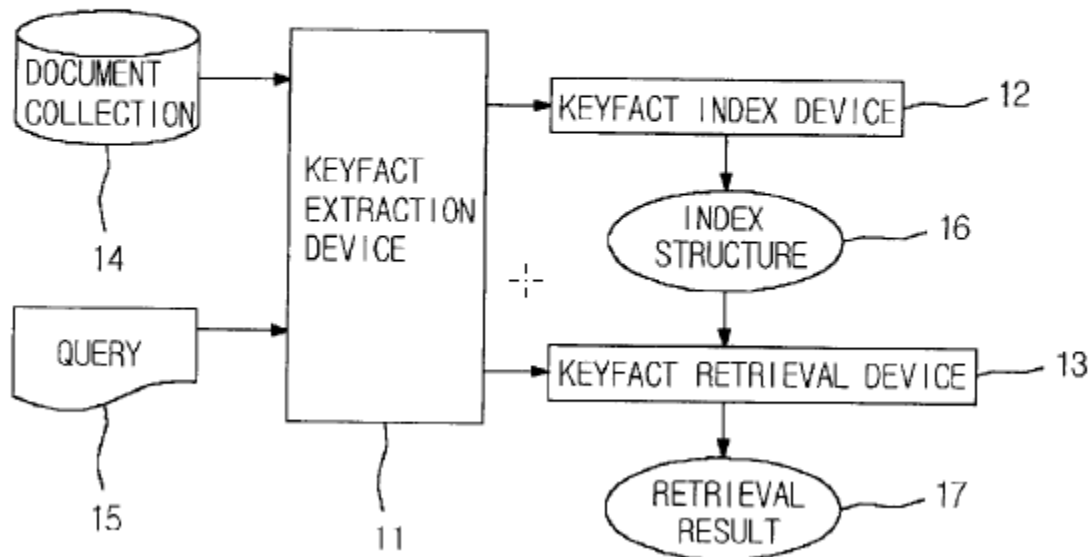 DOCUMENT
COLLECTION
14
QUERY
15
KEYFACT
EXTRACTION
DEVICE
11
KEYFACT INDEX DEVICE
12
INDEX
STRUCTURE
16
KEYFACT RETRIEVAL DEVICE
13
RETRIEVAL
RESULT
17